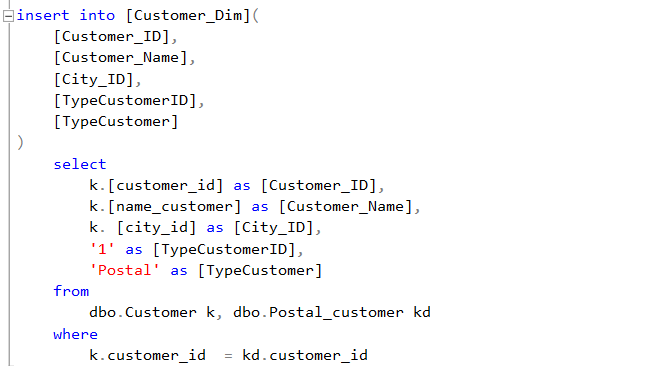 insert into [Customer_Dim](
[Customer_ID],
[Customer_Name],
[City_ID],
[TypeCustomerID],
[TypeCustomer]
)
select
k.[customer_id] as [Customer_ID],
k.[name_customer] as [Customer_Name],
k. [city_id] as [City_ID],
'1' as [TypeCustomerID],
'Postal' as [TypeCustomer]
from
dbo.Customer k, dbo.Postal_customer kd
where
k.customer_id  = kd.customer_id